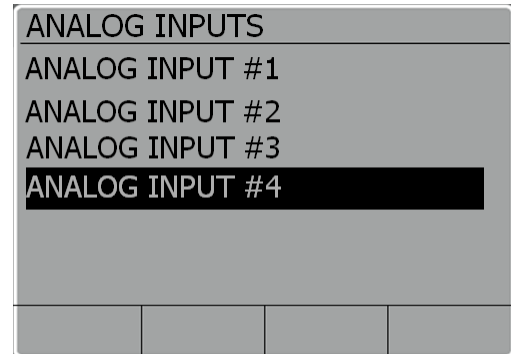 ANALOG INPUTS
ANALOG INPUT #1
ANALOG INPUT #2
ANALOG INPUT #3
ANALOG INPUT #4